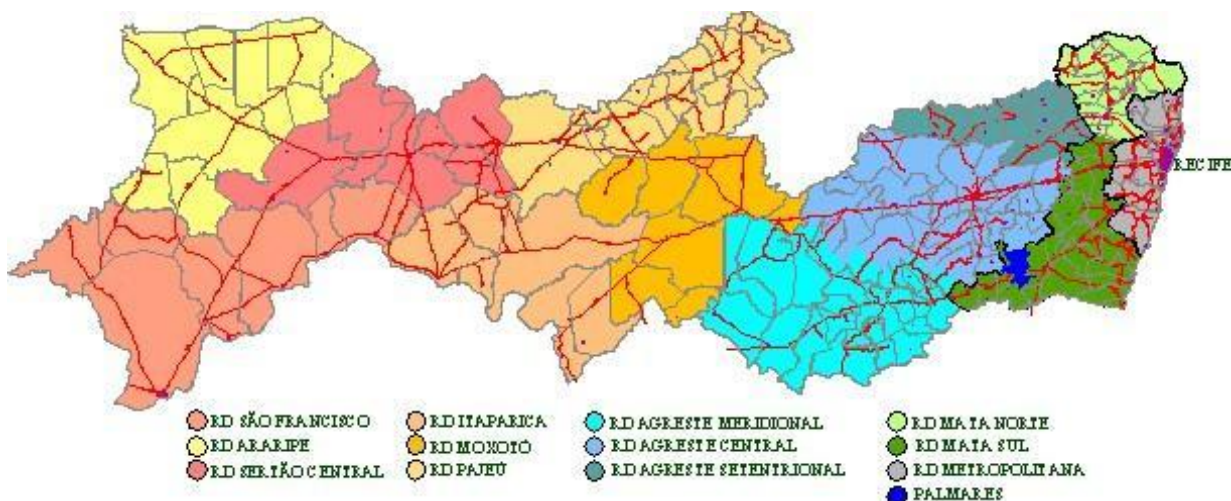 RECIFE
RD SÃO FRANCISCO
RD ARARIPE
RD SERTÃO CENTRAL
RD ITAPARICA
RD MOXOTÓ
RD PAJEÚ
RD AGRESTE MERIDIONAL
RD AGRESTE CENTRAL
RD AGRESTE SETENTRIONAL
RD MATA NORTE
RD MATA SUL
RD METROPOLITANA
PALMARES